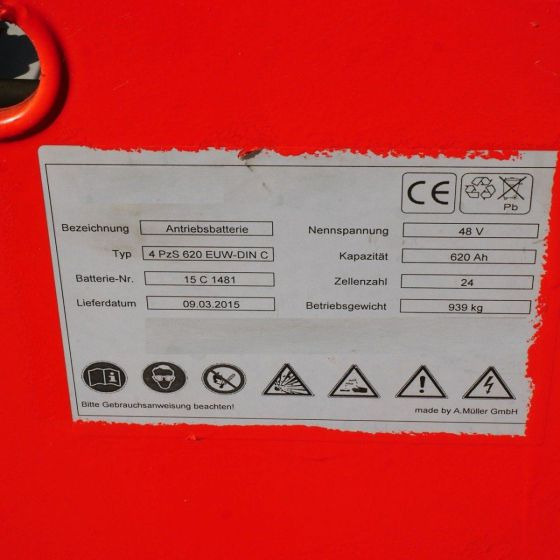 CE
Pb
Bezeichnung Antriebsbatterie Nennspannung 48 V
Typ 4 PzS 620 EUW-DIN C Kapazität 620 Ah
Batterie-Nr. 15 C 1481 Zellenzahl 24
Lieferdatum 09.03.2015 Betriebsgewicht 939 kg
Bitte Gebrauchsanweisung beachten! made by A.Müller GmbH